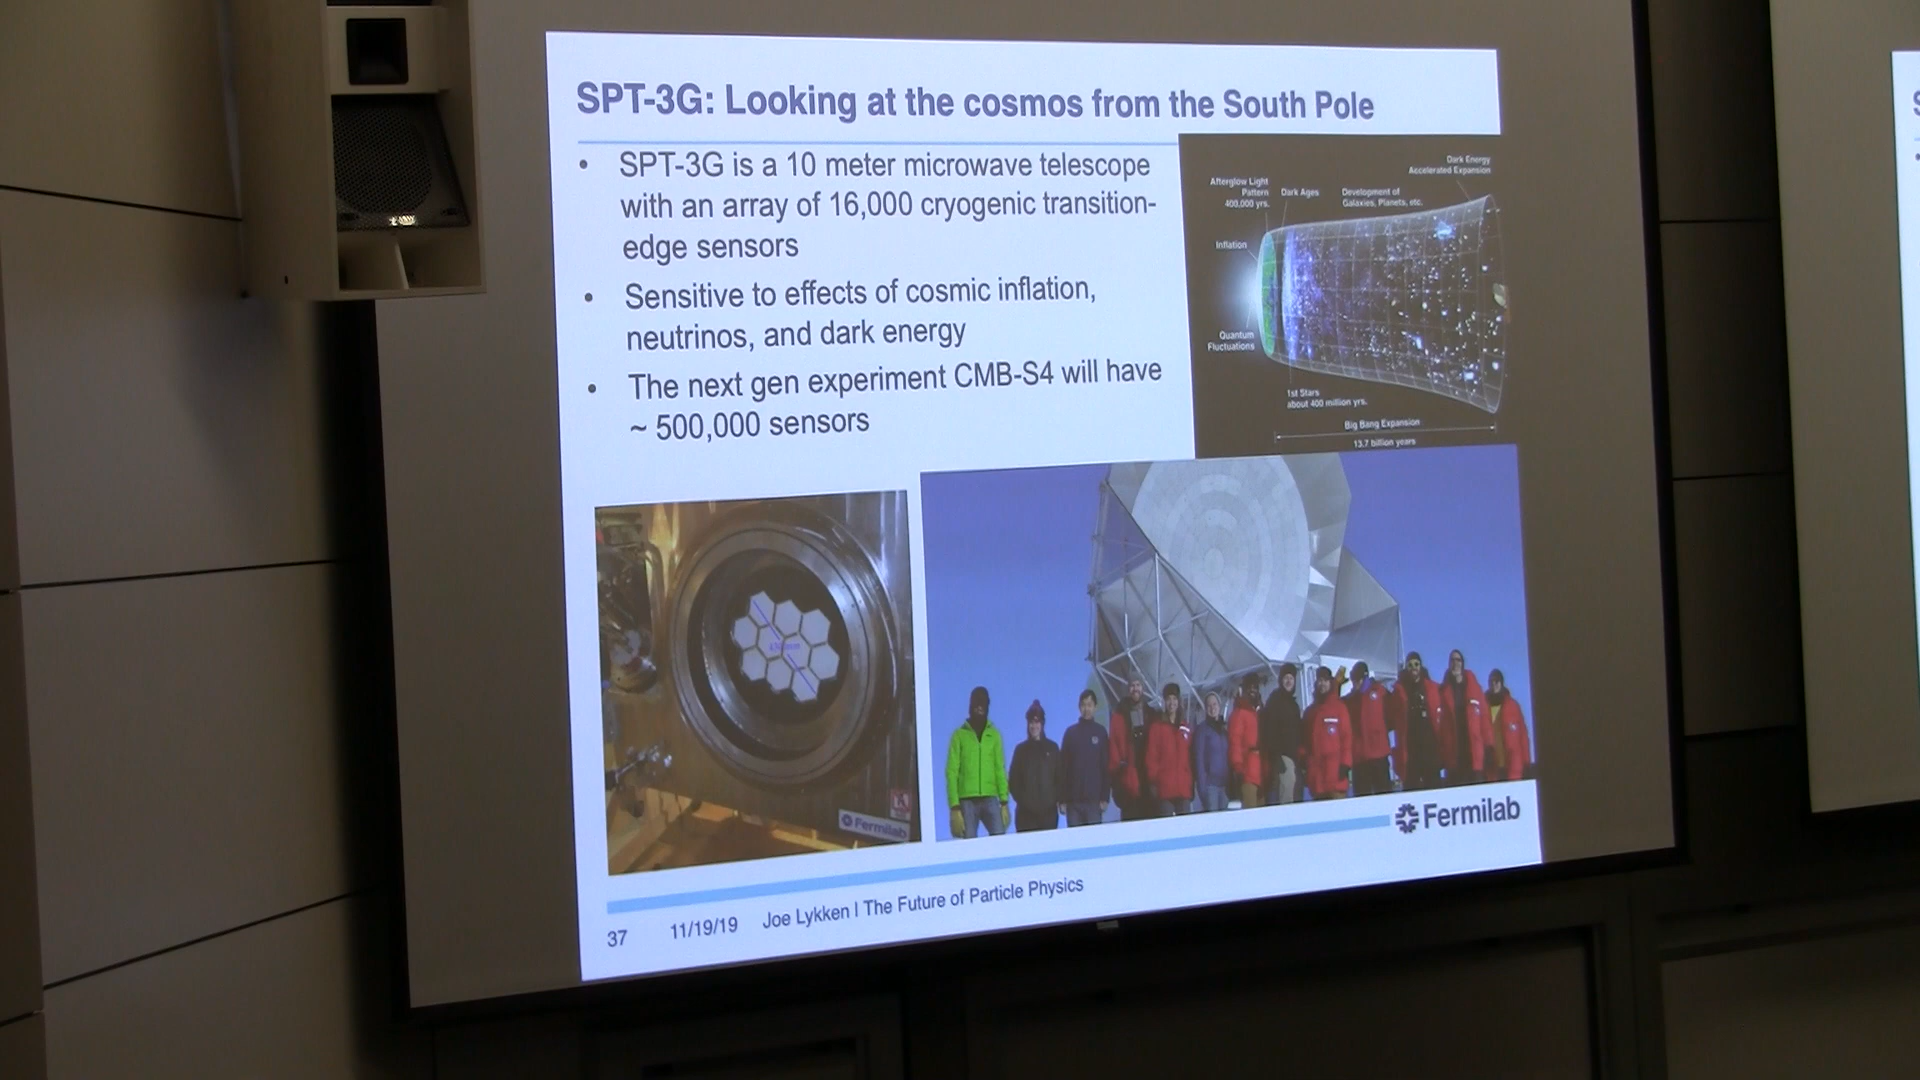 SPT-3G: Looking at the cosmos from the South Pole
• SPT-3G is a 10 meter microwave telescope
with an array of 16,000 cryogenic transition-
edge sensors
• Sensitive to effects of cosmic inflation,
neutrinos, and dark energy
• The next gen experiment CMB-S4 will have
~ 500,000 sensors
Dark Energy
Accelerated Expansion
Afterglow Light
Pattern
400,000 yrs.
Dark Ages
Development of
Galaxies, Planets, etc.
Inflation
Quantum
Fluctuations
1st Stars
about 400 million yrs.
Big Bang Expansion
13.7 billion years
Fermilab
Fermilab
37 11/19/19 Joe Lykken | The Future of Particle Physics
S